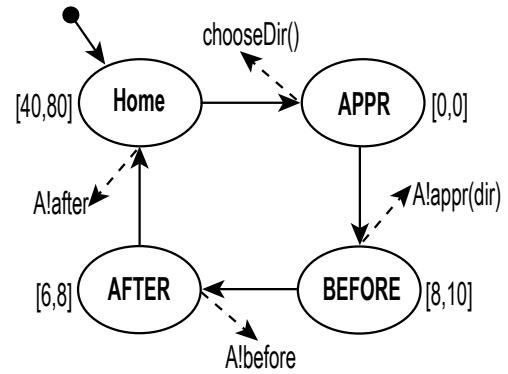 chooseDir()
[40,80]
Home
APPR
[0,0]
A!after
A!appr(dir)
[6,8]
AFTER
BEFORE
[8,10]
A!before